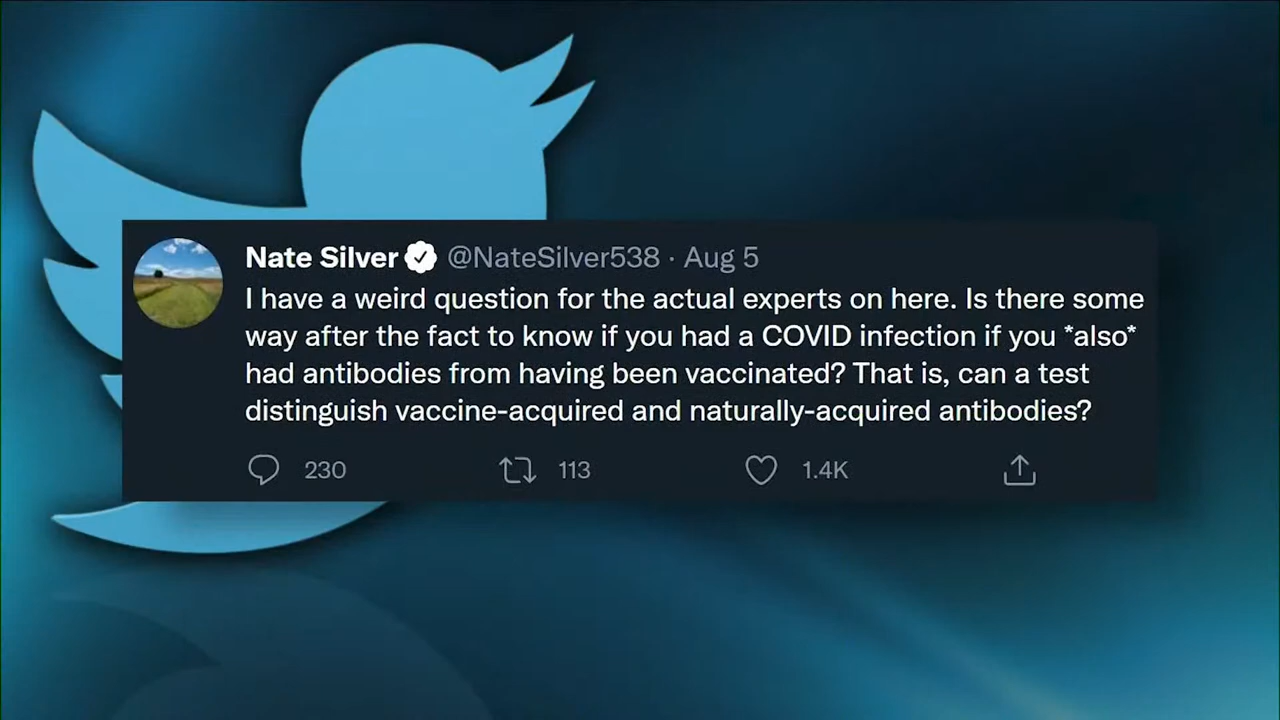 Nate Silver @NateSilver538 · Aug 5
I have a weird question for the actual experts on here. Is there some
way after the fact to know if you had a COVID infection if you *also*
had antibodies from having been vaccinated? That is, can a test
distinguish vaccine-acquired and naturally-acquired antibodies?
230 113 1.4K